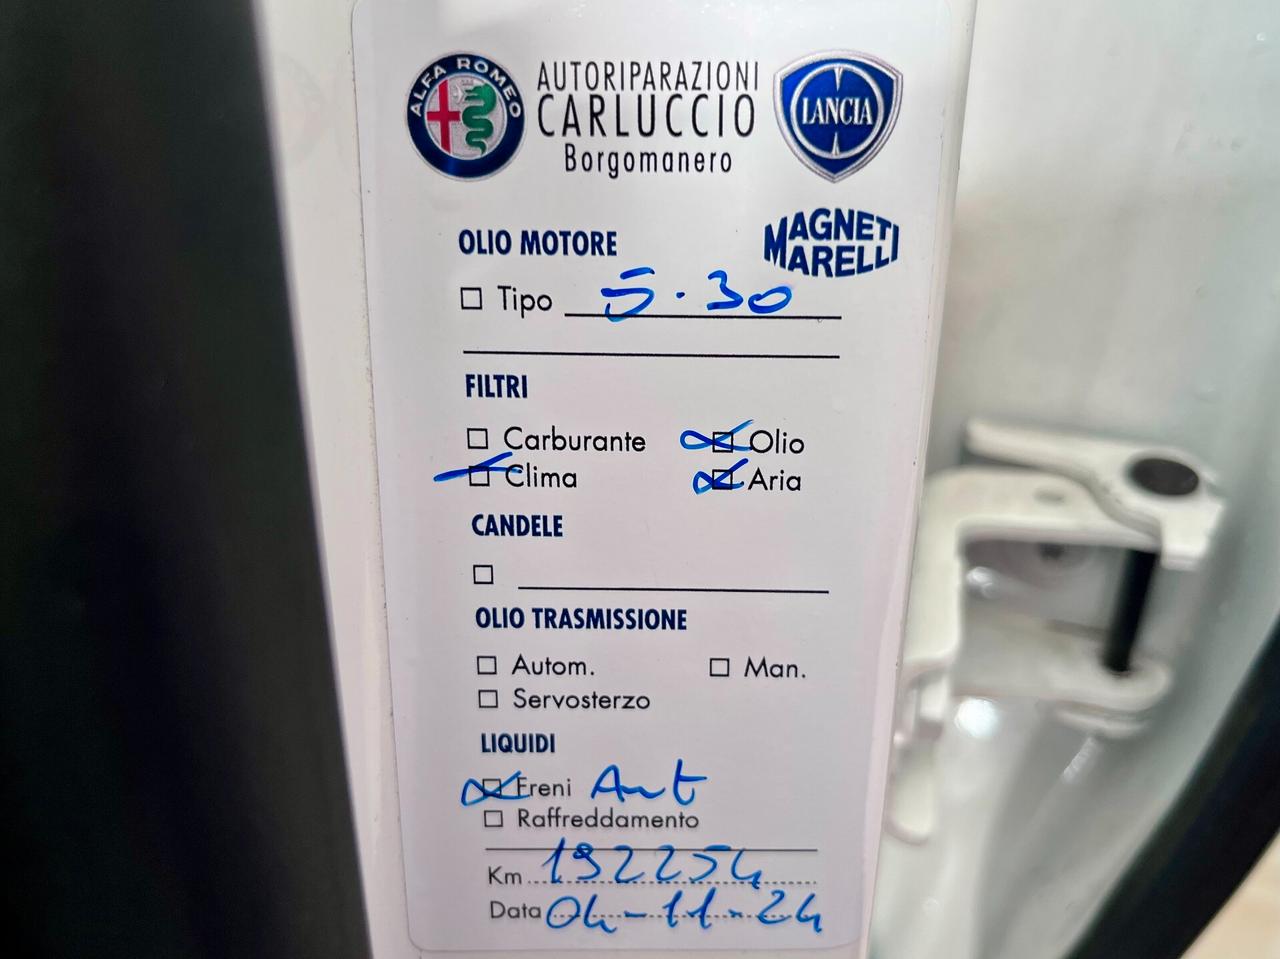 ALFA ROMEO
AUTORIPARAZIONI
CARLUCCIO
Borgomanero
LANCIA
MAGNETI
MARELLI
OLIO MOTORE
Tipo 5.30
FILTRI
Carburante Olio
Clima Aria
CANDELE
OLIO TRASMISSIONE
Autom. Man.
Servosterzo
LIQUIDI
Freni Ant
Raffreddamento
Km 192254
Data 04-11-24